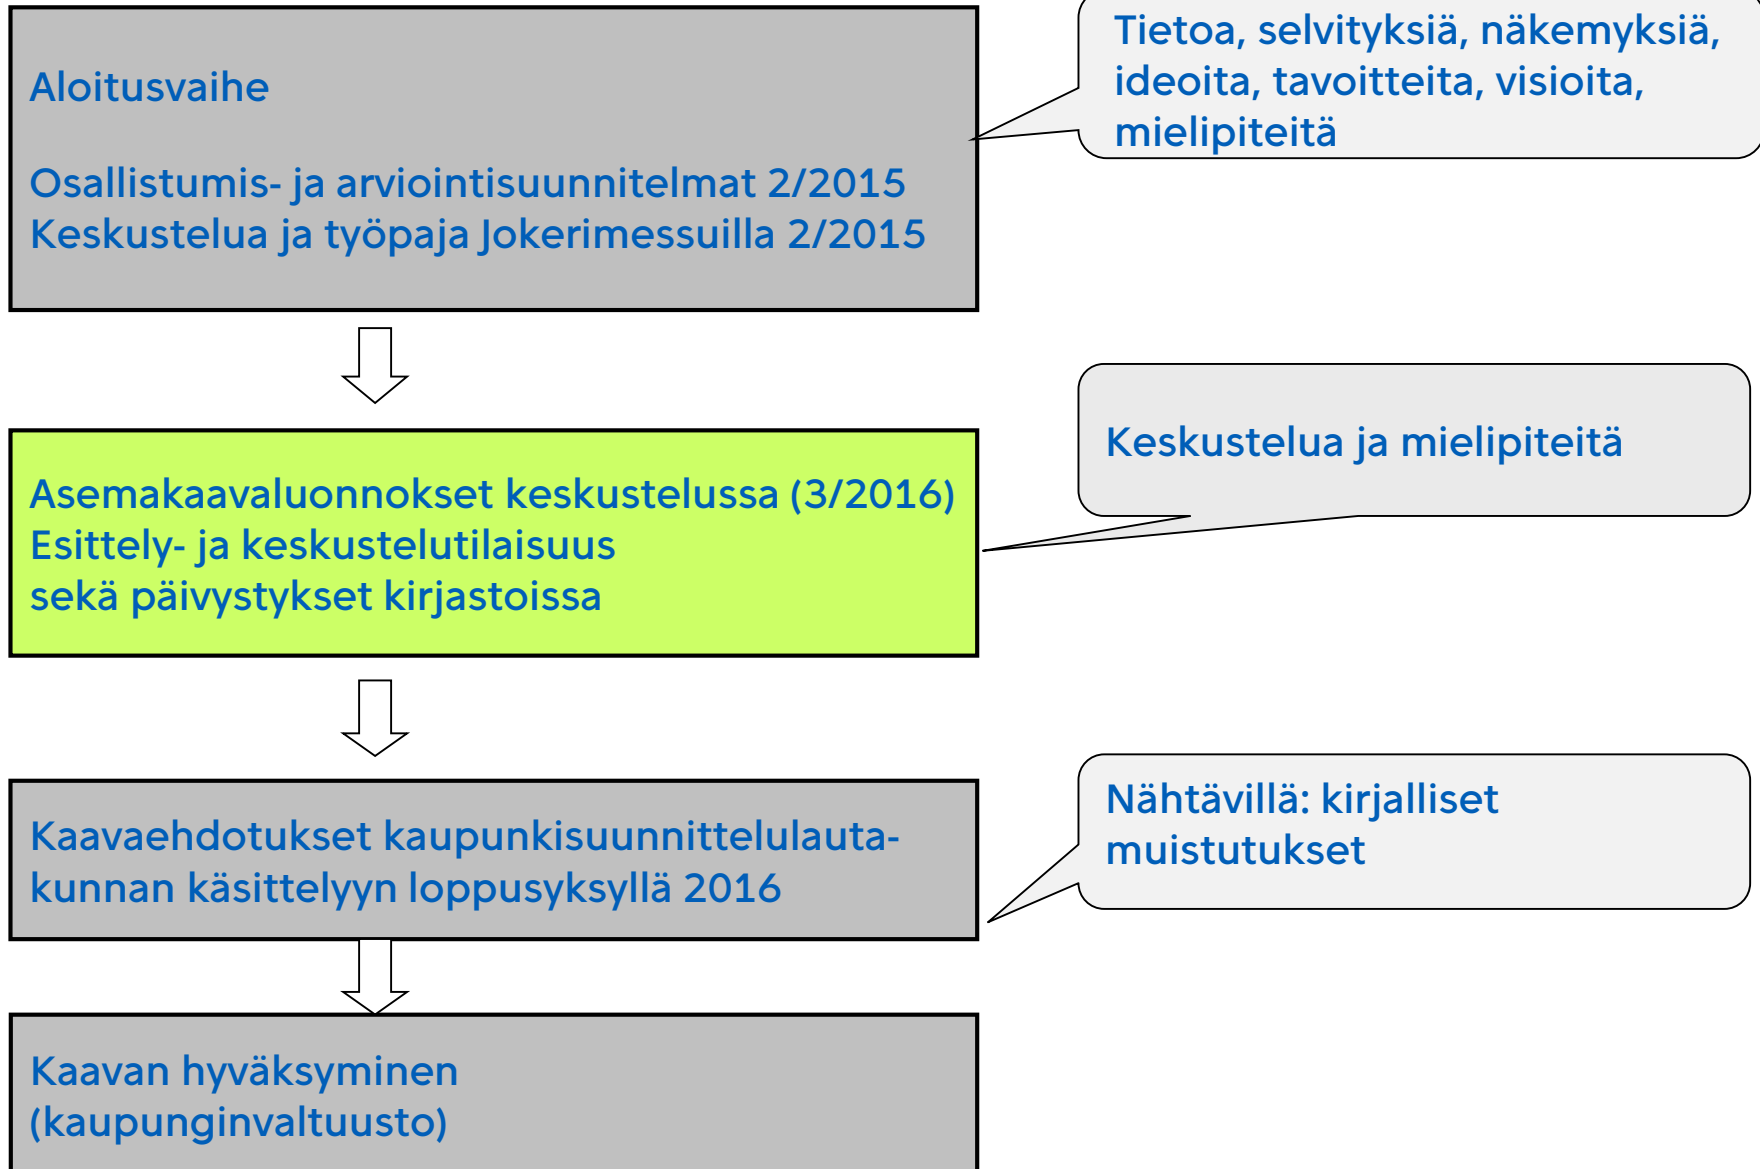 Aloitusvaihe
Osallistumis- ja arviointisuunnitelmat 2/2015
Keskustelua ja työpaja Jokerimessuilla 2/2015
Tietoa, selvityksiä, näkemyksiä,
ideoita, tavoitteita, visioita,
mielipiteitä
Asemakaavaluonnokset keskustelussa (3/2016)
Esittely- ja keskustelutilaisuus
sekä päivystykset kirjastoissa
Keskustelua ja mielipiteitä
Kaavaehdotukset kaupunkisuunnittelulauta-
kunnan käsittelyyn loppusyksyllä 2016
Nähtävillä: kirjalliset
muistutukset
Kaavan hyväksyminen
(kaupunginvaltuusto)